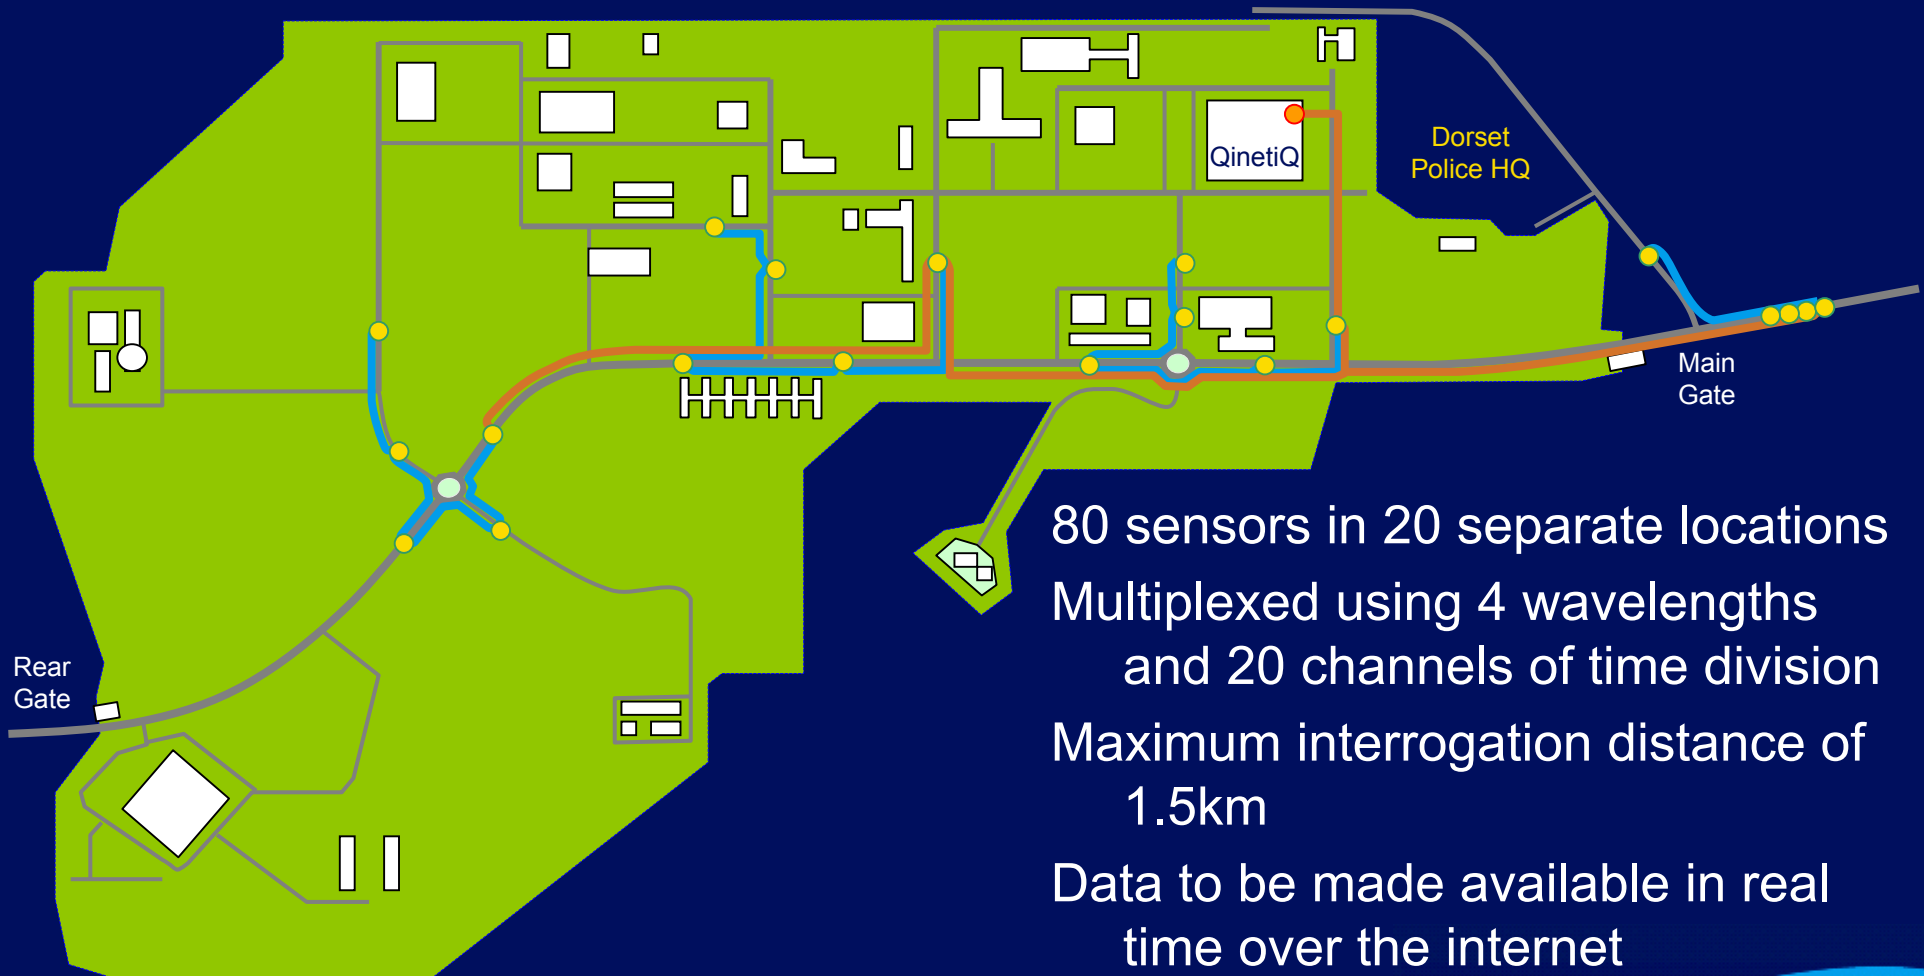 QinetiQ
Dorset
Police HQ
Main
Gate
Rear
Gate
80 sensors in 20 separate locations
Multiplexed using 4 wavelengths
and 20 channels of time division
Maximum interrogation distance of
1.5km
Data to be made available in real
time over the internet